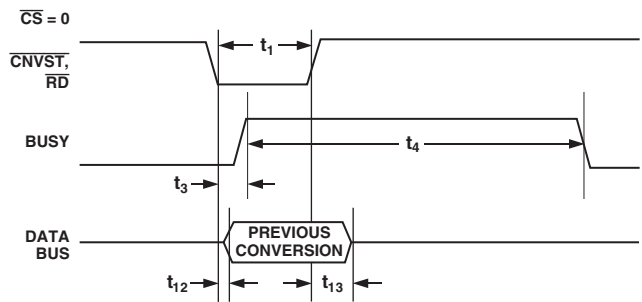 CS = 0
CNVST,
RD
t1
BUSY
t4
t3
DATA
BUS
PREVIOUS
CONVERSION
t12
t13